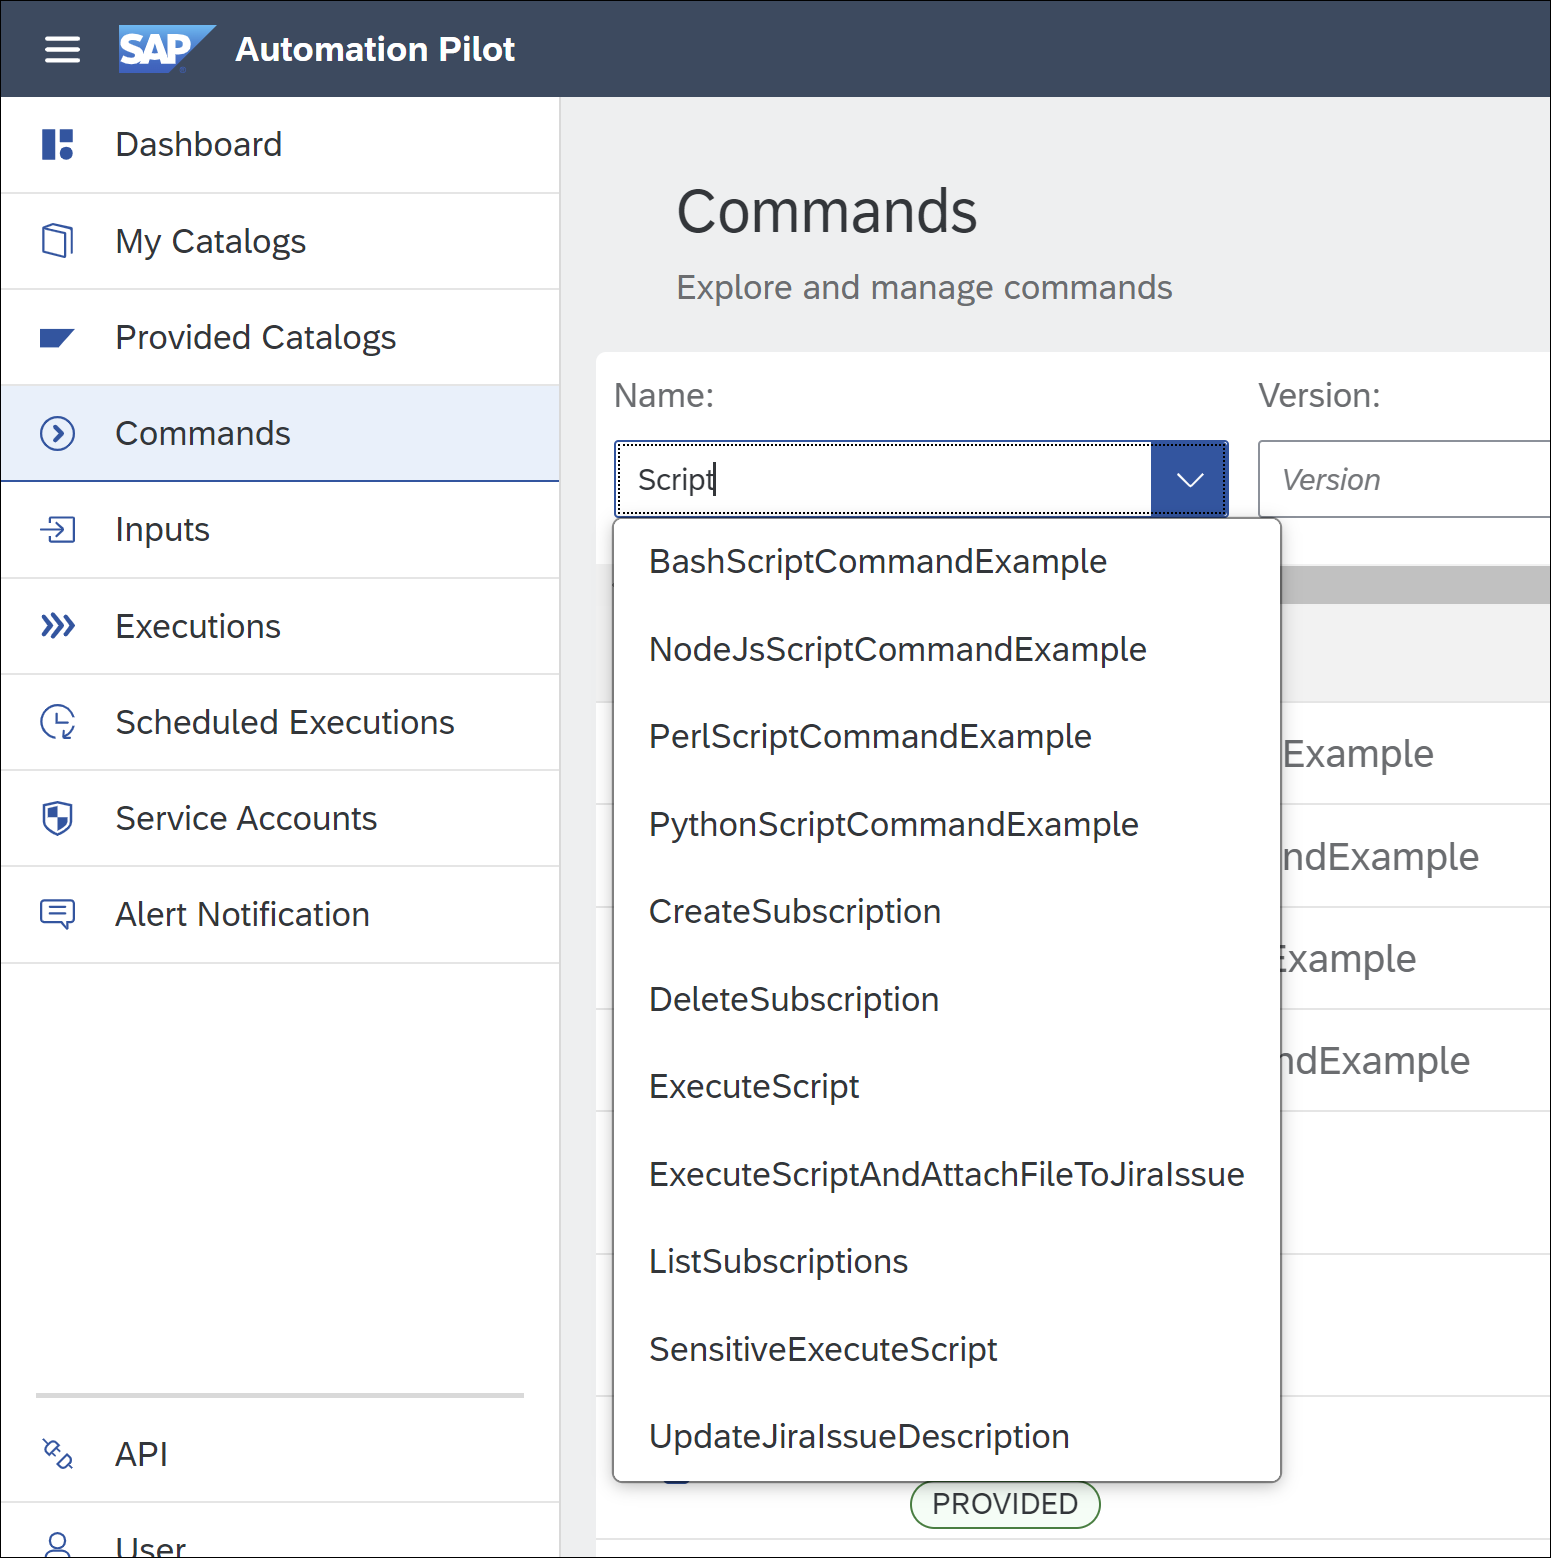 SAP Automation Pilot
Dashboard
My Catalogs
Provided Catalogs
Commands
Inputs
Executions
Scheduled Executions
Service Accounts
Alert Notification
API
User
Commands
Explore and manage commands
Name:
Version:
Script
Version
BashScriptCommandExample
NodeJsScriptCommandExample
PerlScriptCommandExample
PythonScriptCommandExample
CreateSubscription
DeleteSubscription
ExecuteScript
ExecuteScriptAndAttachFileToJiraIssue
ListSubscriptions
SensitiveExecuteScript
UpdateJiraIssueDescription
Example
ndExample
Example
ndExample
PROVIDED